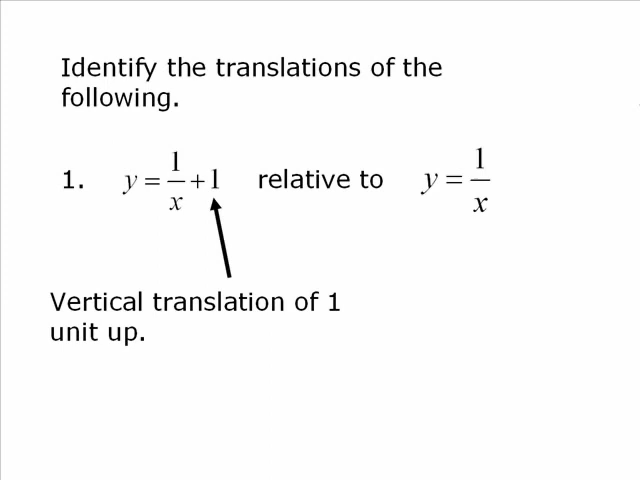 Identify the translations of the
following.
1. y = 1/x + 1 relative to y = 1/x
Vertical translation of 1
unit up.